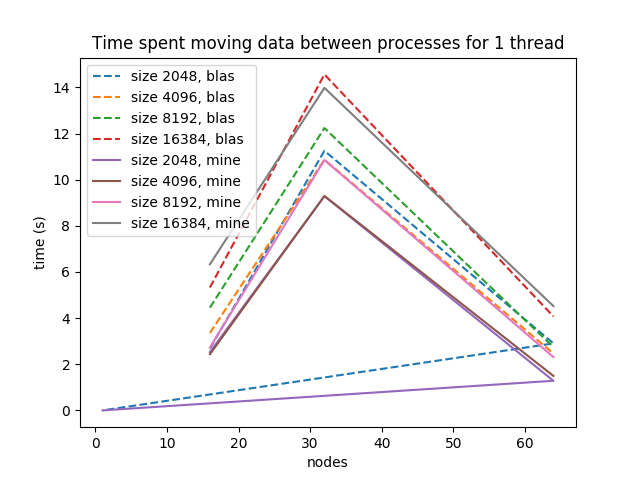 Time spent moving data between processes for 1 thread
size 2048, blas
size 4096, blas
size 8192, blas
size 16384, blas
size 2048, mine
size 4096, mine
size 8192, mine
size 16384, mine
14
12
10
8
6
4
2
0
time (s)
0 10 20 30 40 50 60
nodes